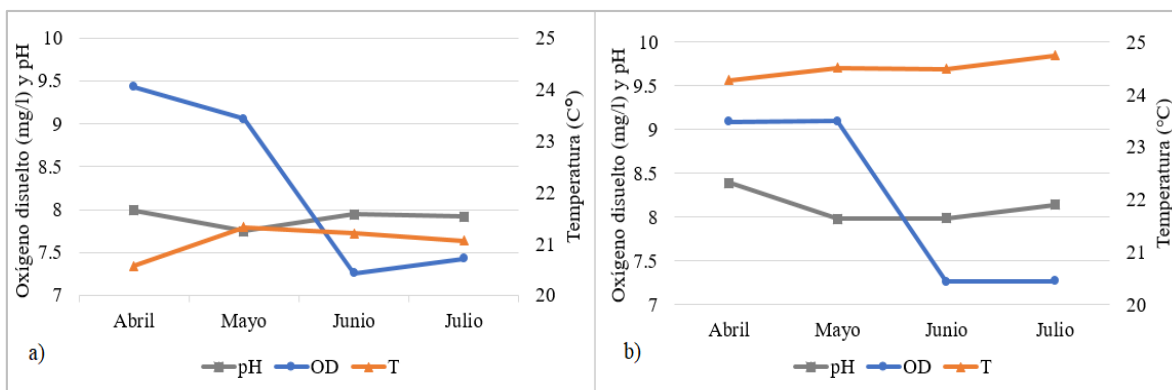 Oxígeno disuelto (mg/l) y pH
10
9.5
9
8.5
8
7.5
7
25
24
23
22
21
20
Temperatura (C°)
Abril Mayo Junio Julio
a)
pH OD T
Oxígeno disuelto (mg/l) y pH
10
9.5
9
8.5
8
7.5
7
25
24
23
22
21
20
Temperatura (°C)
Abril Mayo Junio Julio
b)
pH OD T